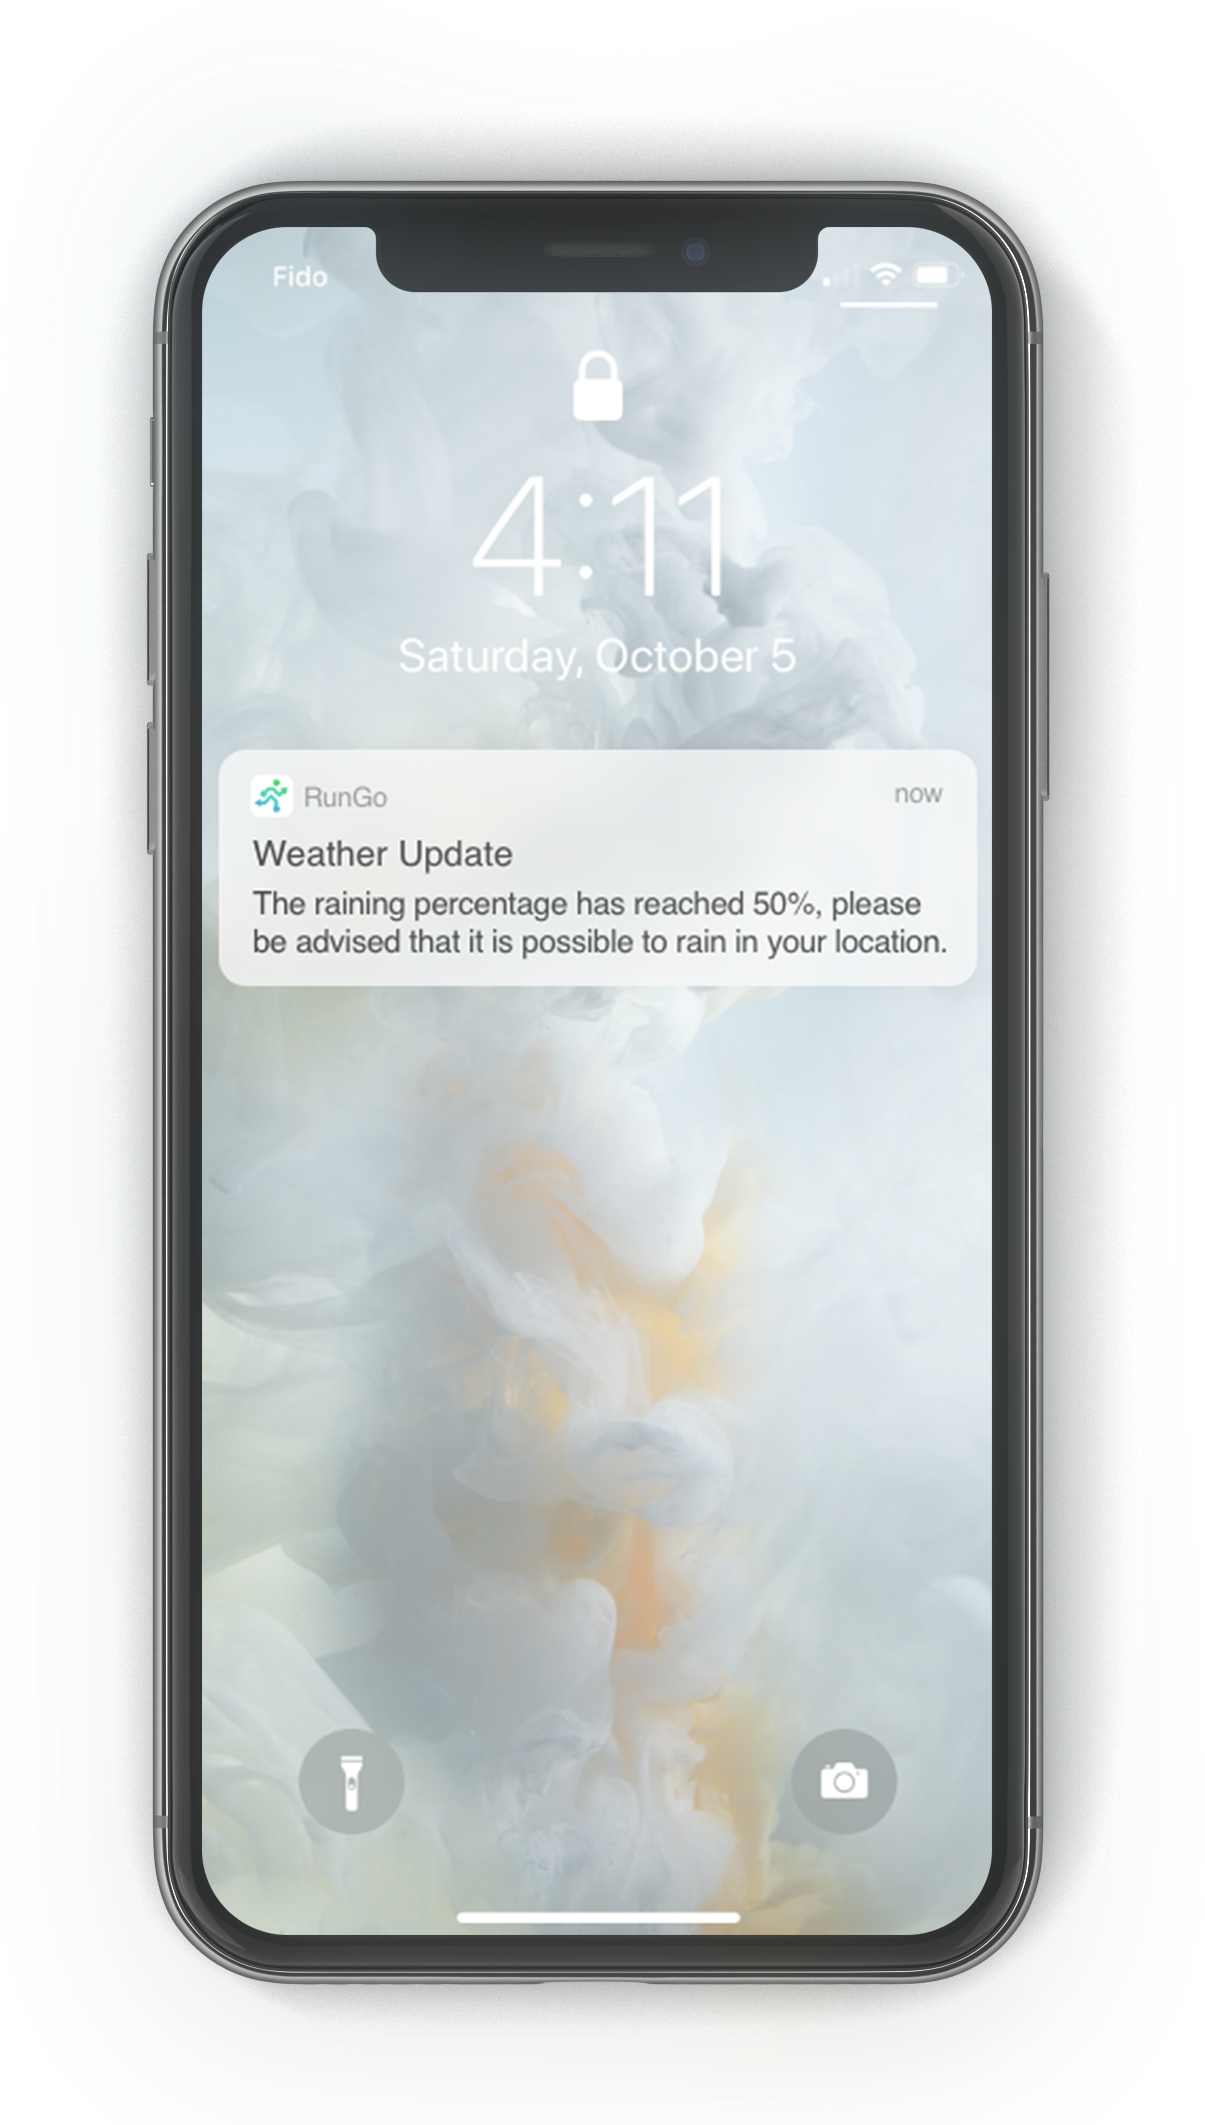 Fido
4:11
Saturday, October 5
RunGo
now
Weather Update
The raining percentage has reached 50%, please
be advised that it is possible to rain in your location.